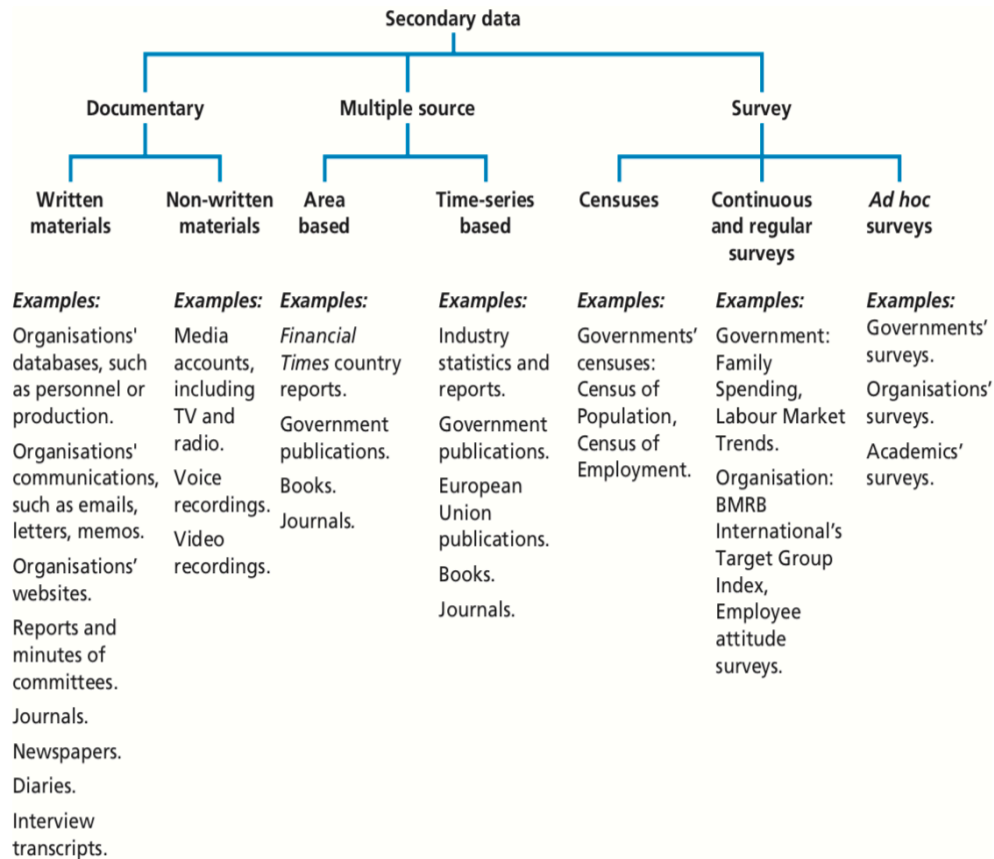 Secondary data
Documentary
Multiple source
Survey
Written
materials
Non-written
materials
Area
based
Time-series
based
Censuses
Continuous
and regular
surveys
Ad hoc
surveys
Examples:
Organisations'
databases, such
as personnel or
production.
Organisations'
communications,
such as emails,
letters, memos.
Organisations’
websites.
Reports and
minutes of
committees.
Journals.
Newspapers.
Diaries.
Interview
transcripts.
Examples:
Media
accounts,
including
TV and
radio.
Voice
recordings.
Video
recordings.
Examples:
Financial
Times country
reports.
Government
publications.
Books.
Journals.
Examples:
Industry
statistics and
reports.
Government
publications.
European
Union
publications.
Books.
Journals.
Examples:
Governments’
censuses:
Census of
Population,
Census of
Employment.
Examples:
Government:
Family
Spending,
Labour Market
Trends.
Organisation:
BMRB
International’s
Target Group
Index,
Employee
attitude
surveys.
Examples:
Governments’
surveys.
Organisations’
surveys.
Academics’
surveys.